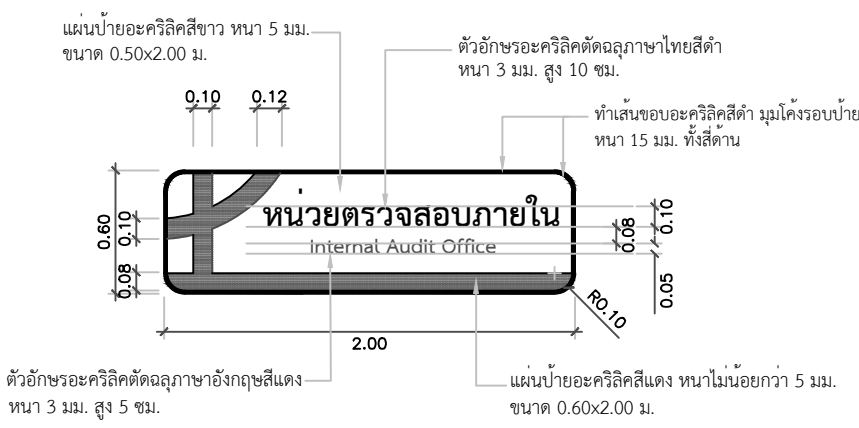 แผ่นป้ายอะคริลิคสีขาว หนา 5 มม.
ขนาด 0.50x2.00 ม.
ตัวอักษรอะคริลิคตัดฉลุภาษาไทยสีดำ
หนา 3 มม. สูง 10 ซม.
ทำเส้นขอบอะคริลิคสีดำ มุมโค้งรอบป้าย
หนา 15 มม. ทั้งสี่ด้าน
0.10
0.12
0.60
0.10
0.08
หน่วยตรวจสอบภายใน
Internal Audit Office
0.08
0.10
0.05
R0.10
2.00
ตัวอักษรอะคริลิคตัดฉลุภาษาอังกฤษสีแดง
หนา 3 มม. สูง 5 ซม.
แผ่นป้ายอะคริลิคสีแดง หนาไม่น้อยกว่า 5 มม.
ขนาด 0.60x2.00 ม.